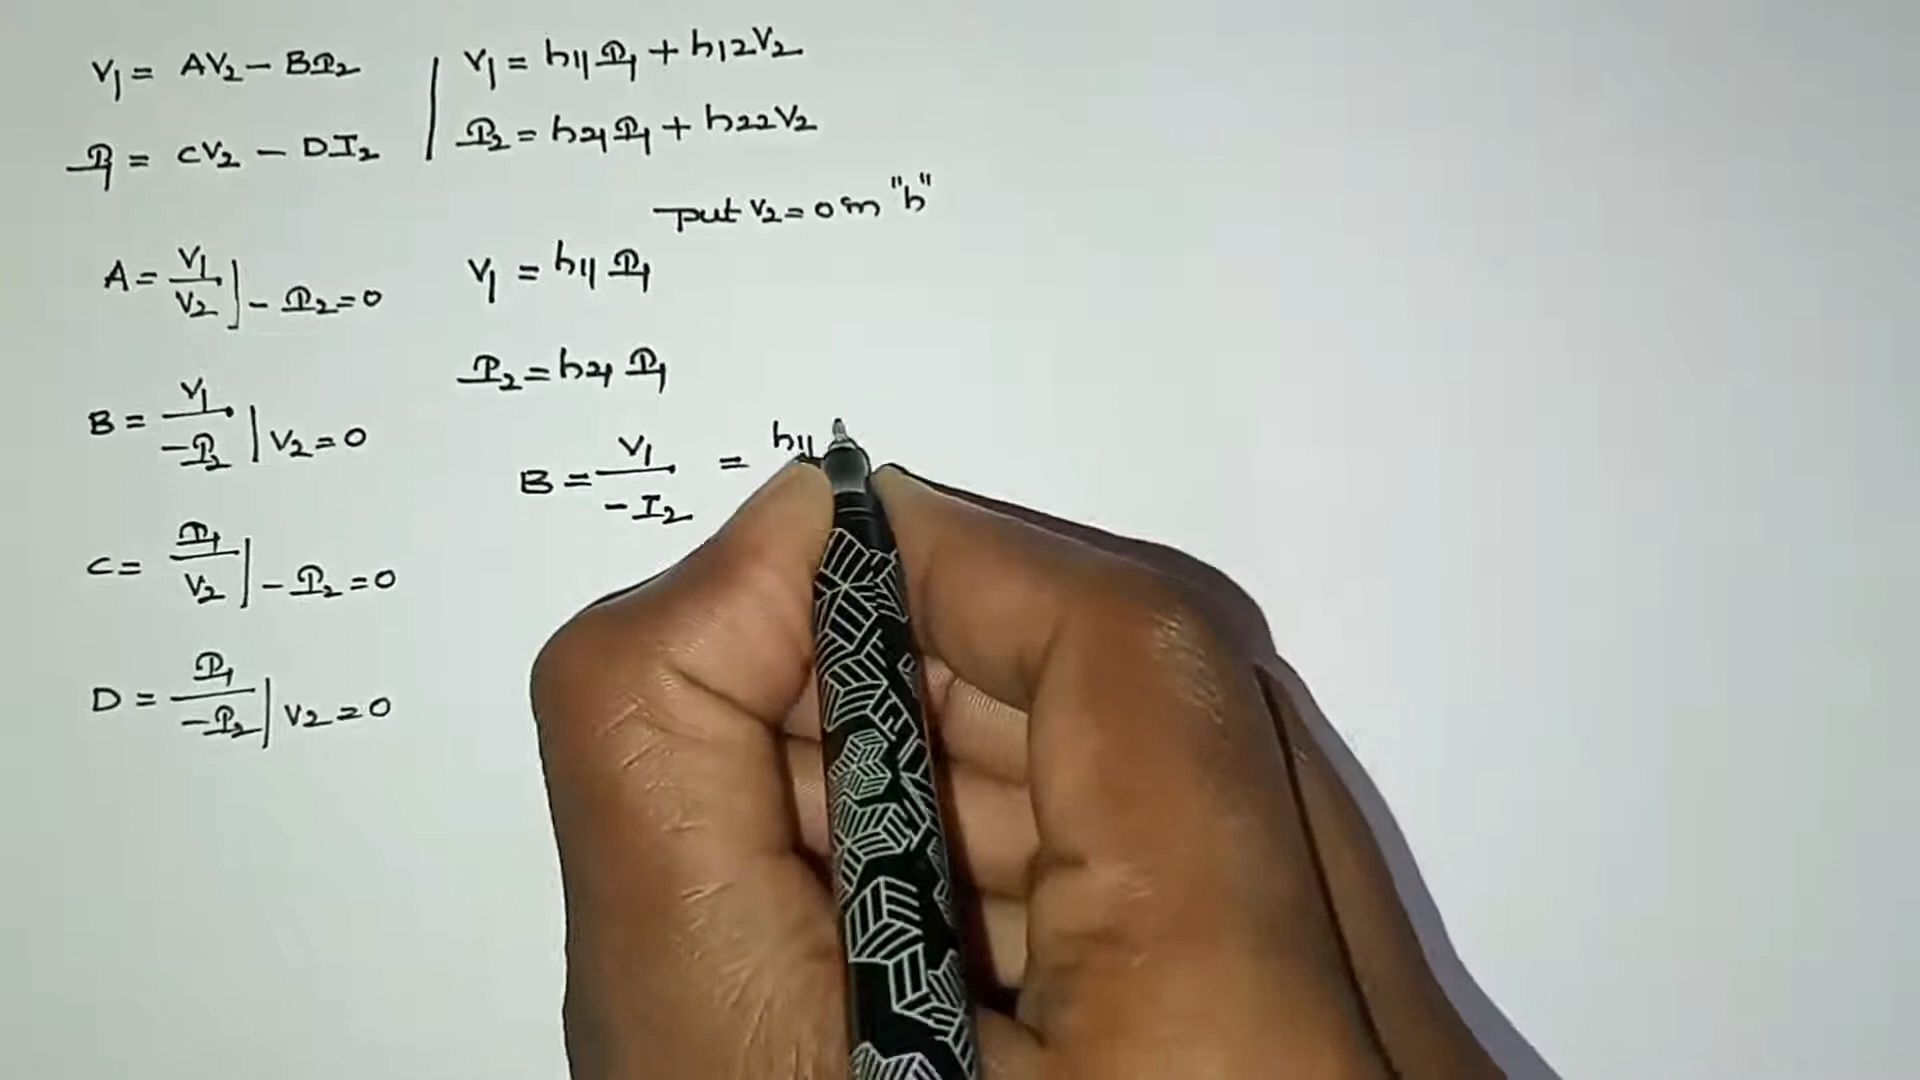 V1 = AV2 - BI2
I1 = CV2 - DI2
A = V1/V2 | -I2=0
B = V1/-I2 | V2=0
C = I1/V2 | -I2=0
D = I1/-I2 | V2=0
V1 = h11 I1 + h12V2
I2 = h21 I1 + h22V2
put V2=0 in "h"
V1 = h11 I1
I2 = h21 I1
B = V1/-I2 = h11